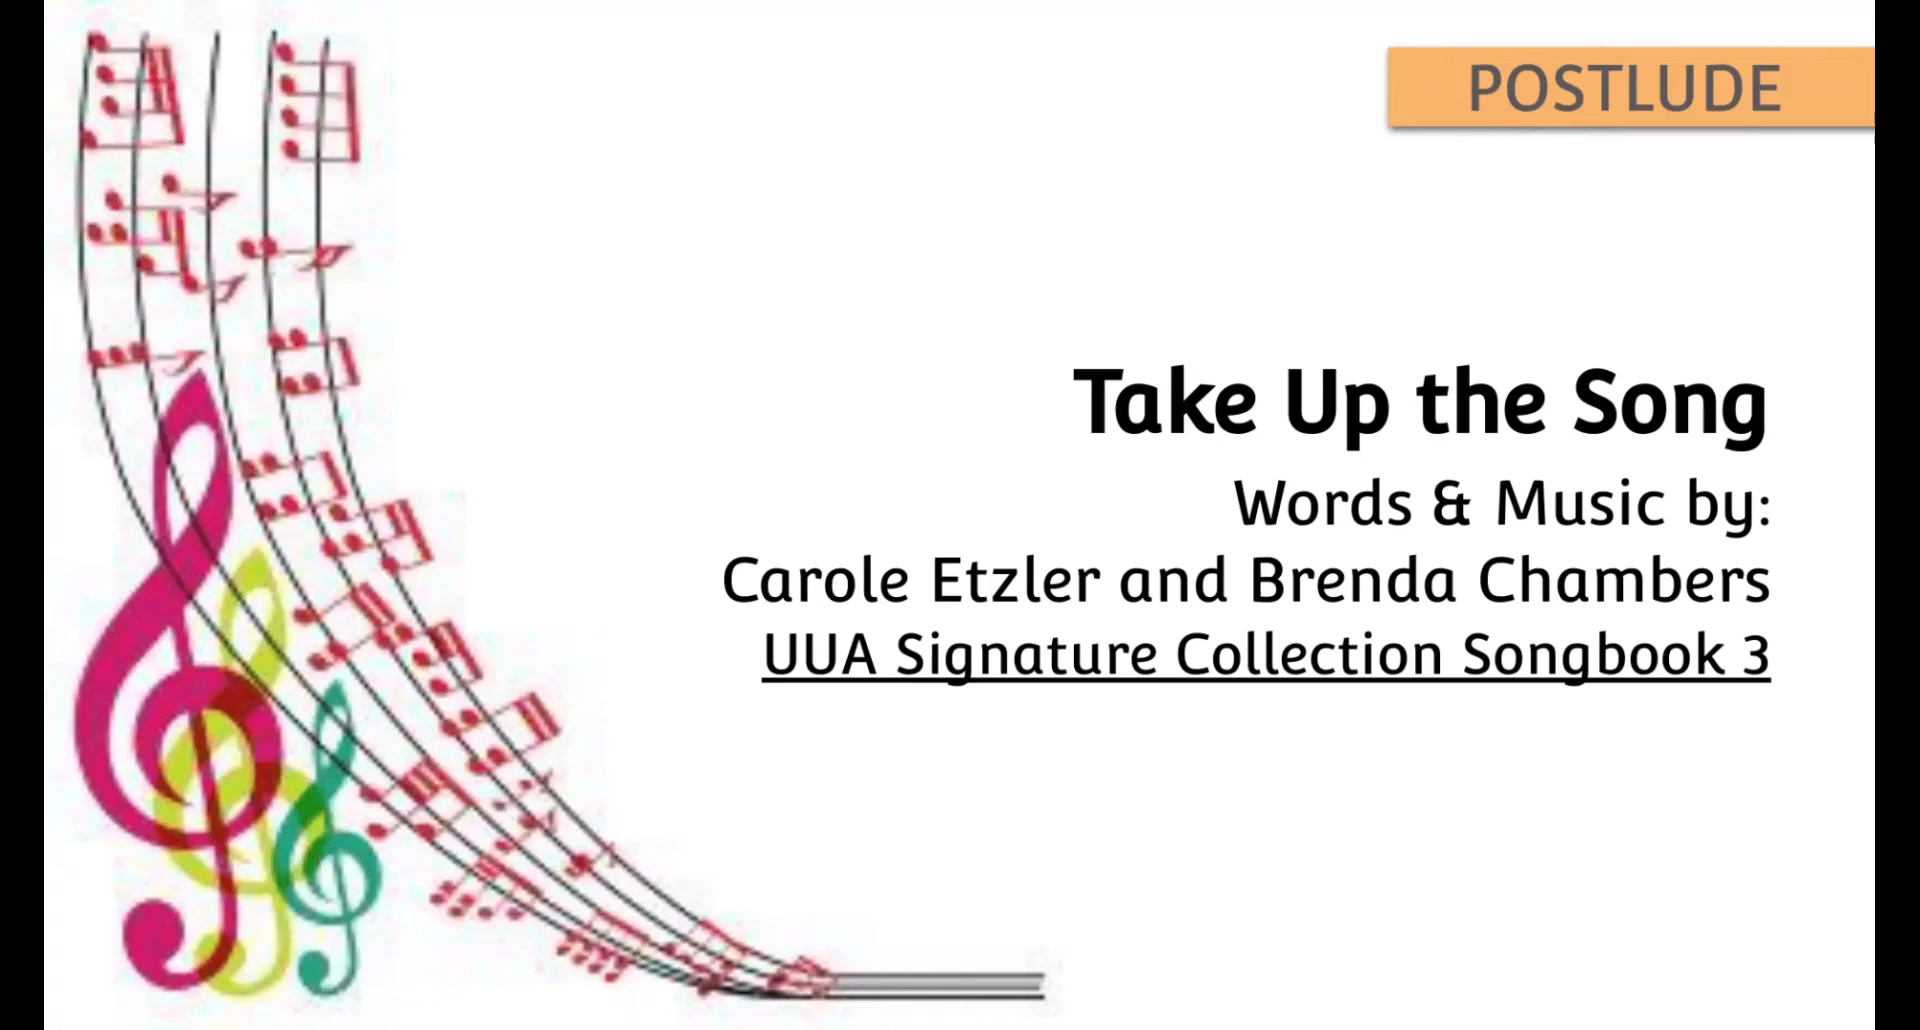 POSTLUDE
Take Up the Song
Words & Music by:
Carole Etzler and Brenda Chambers
UUA Signature Collection Songbook 3